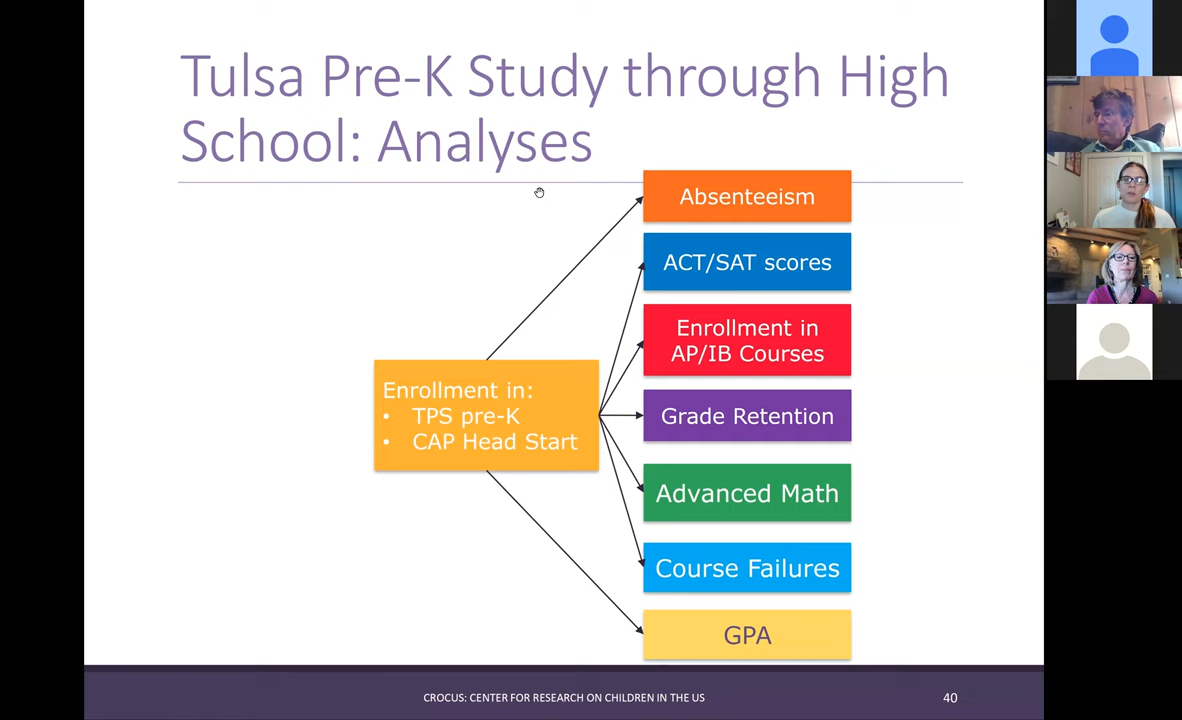 Tulsa Pre-K Study through High
School: Analyses
Absenteeism
ACT/SAT scores
Enrollment in
AP/IB Courses
Enrollment in:
• TPS pre-K
• CAP Head Start
Grade Retention
Advanced Math
Course Failures
GPA
CROCUS: CENTER FOR RESEARCH ON CHILDREN IN THE US
40